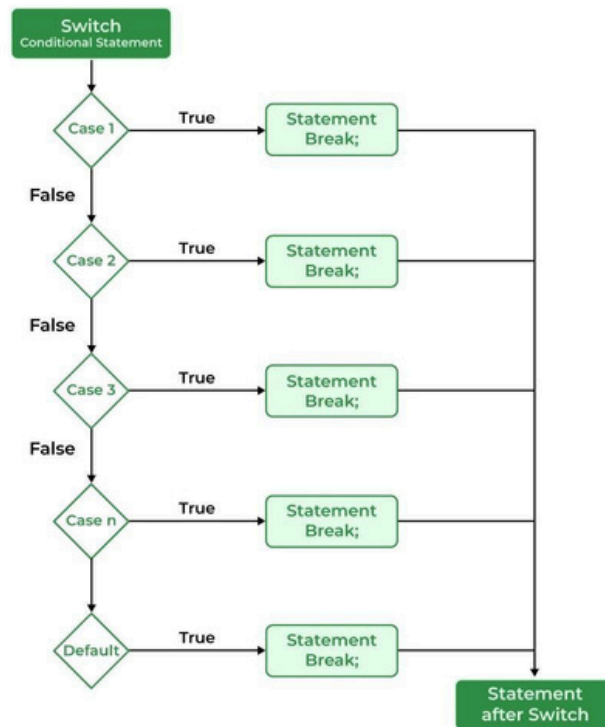 Switch
Conditional Statement
Case 1
True
Statement
Break;
False
Case 2
True
Statement
Break;
False
Case 3
True
Statement
Break;
False
Case n
True
Statement
Break;
Default
True
Statement
Break;
Statement
after Switch